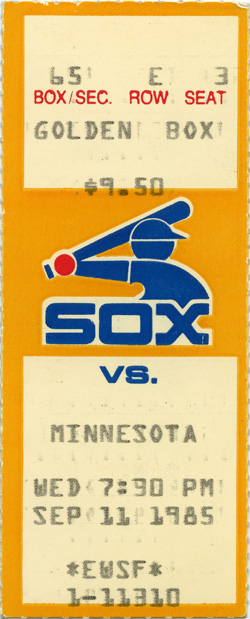 65 E 3
BOX/SEC. ROW SEAT
GOLDEN BOX
$9.50
SOX
VS.
MINNESOTA
WED 7:30 PM
SEP 11 1985
*EWSF*
1-11310